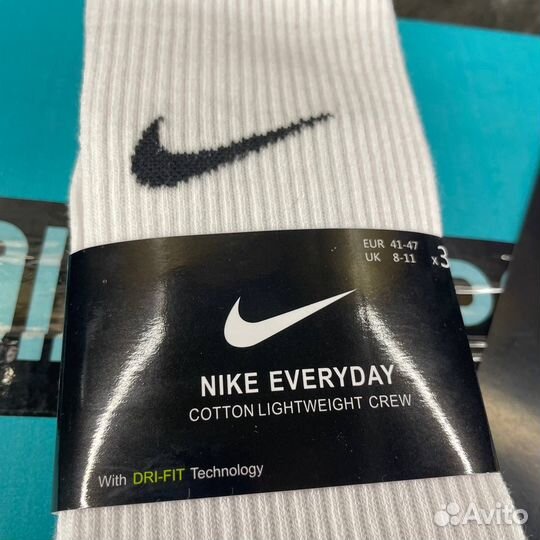 EUR 41-47
UK 8-11
x3
NIKE EVERYDAY
COTTON LIGHTWEIGHT CREW
With DRI-FIT Technology
Avito